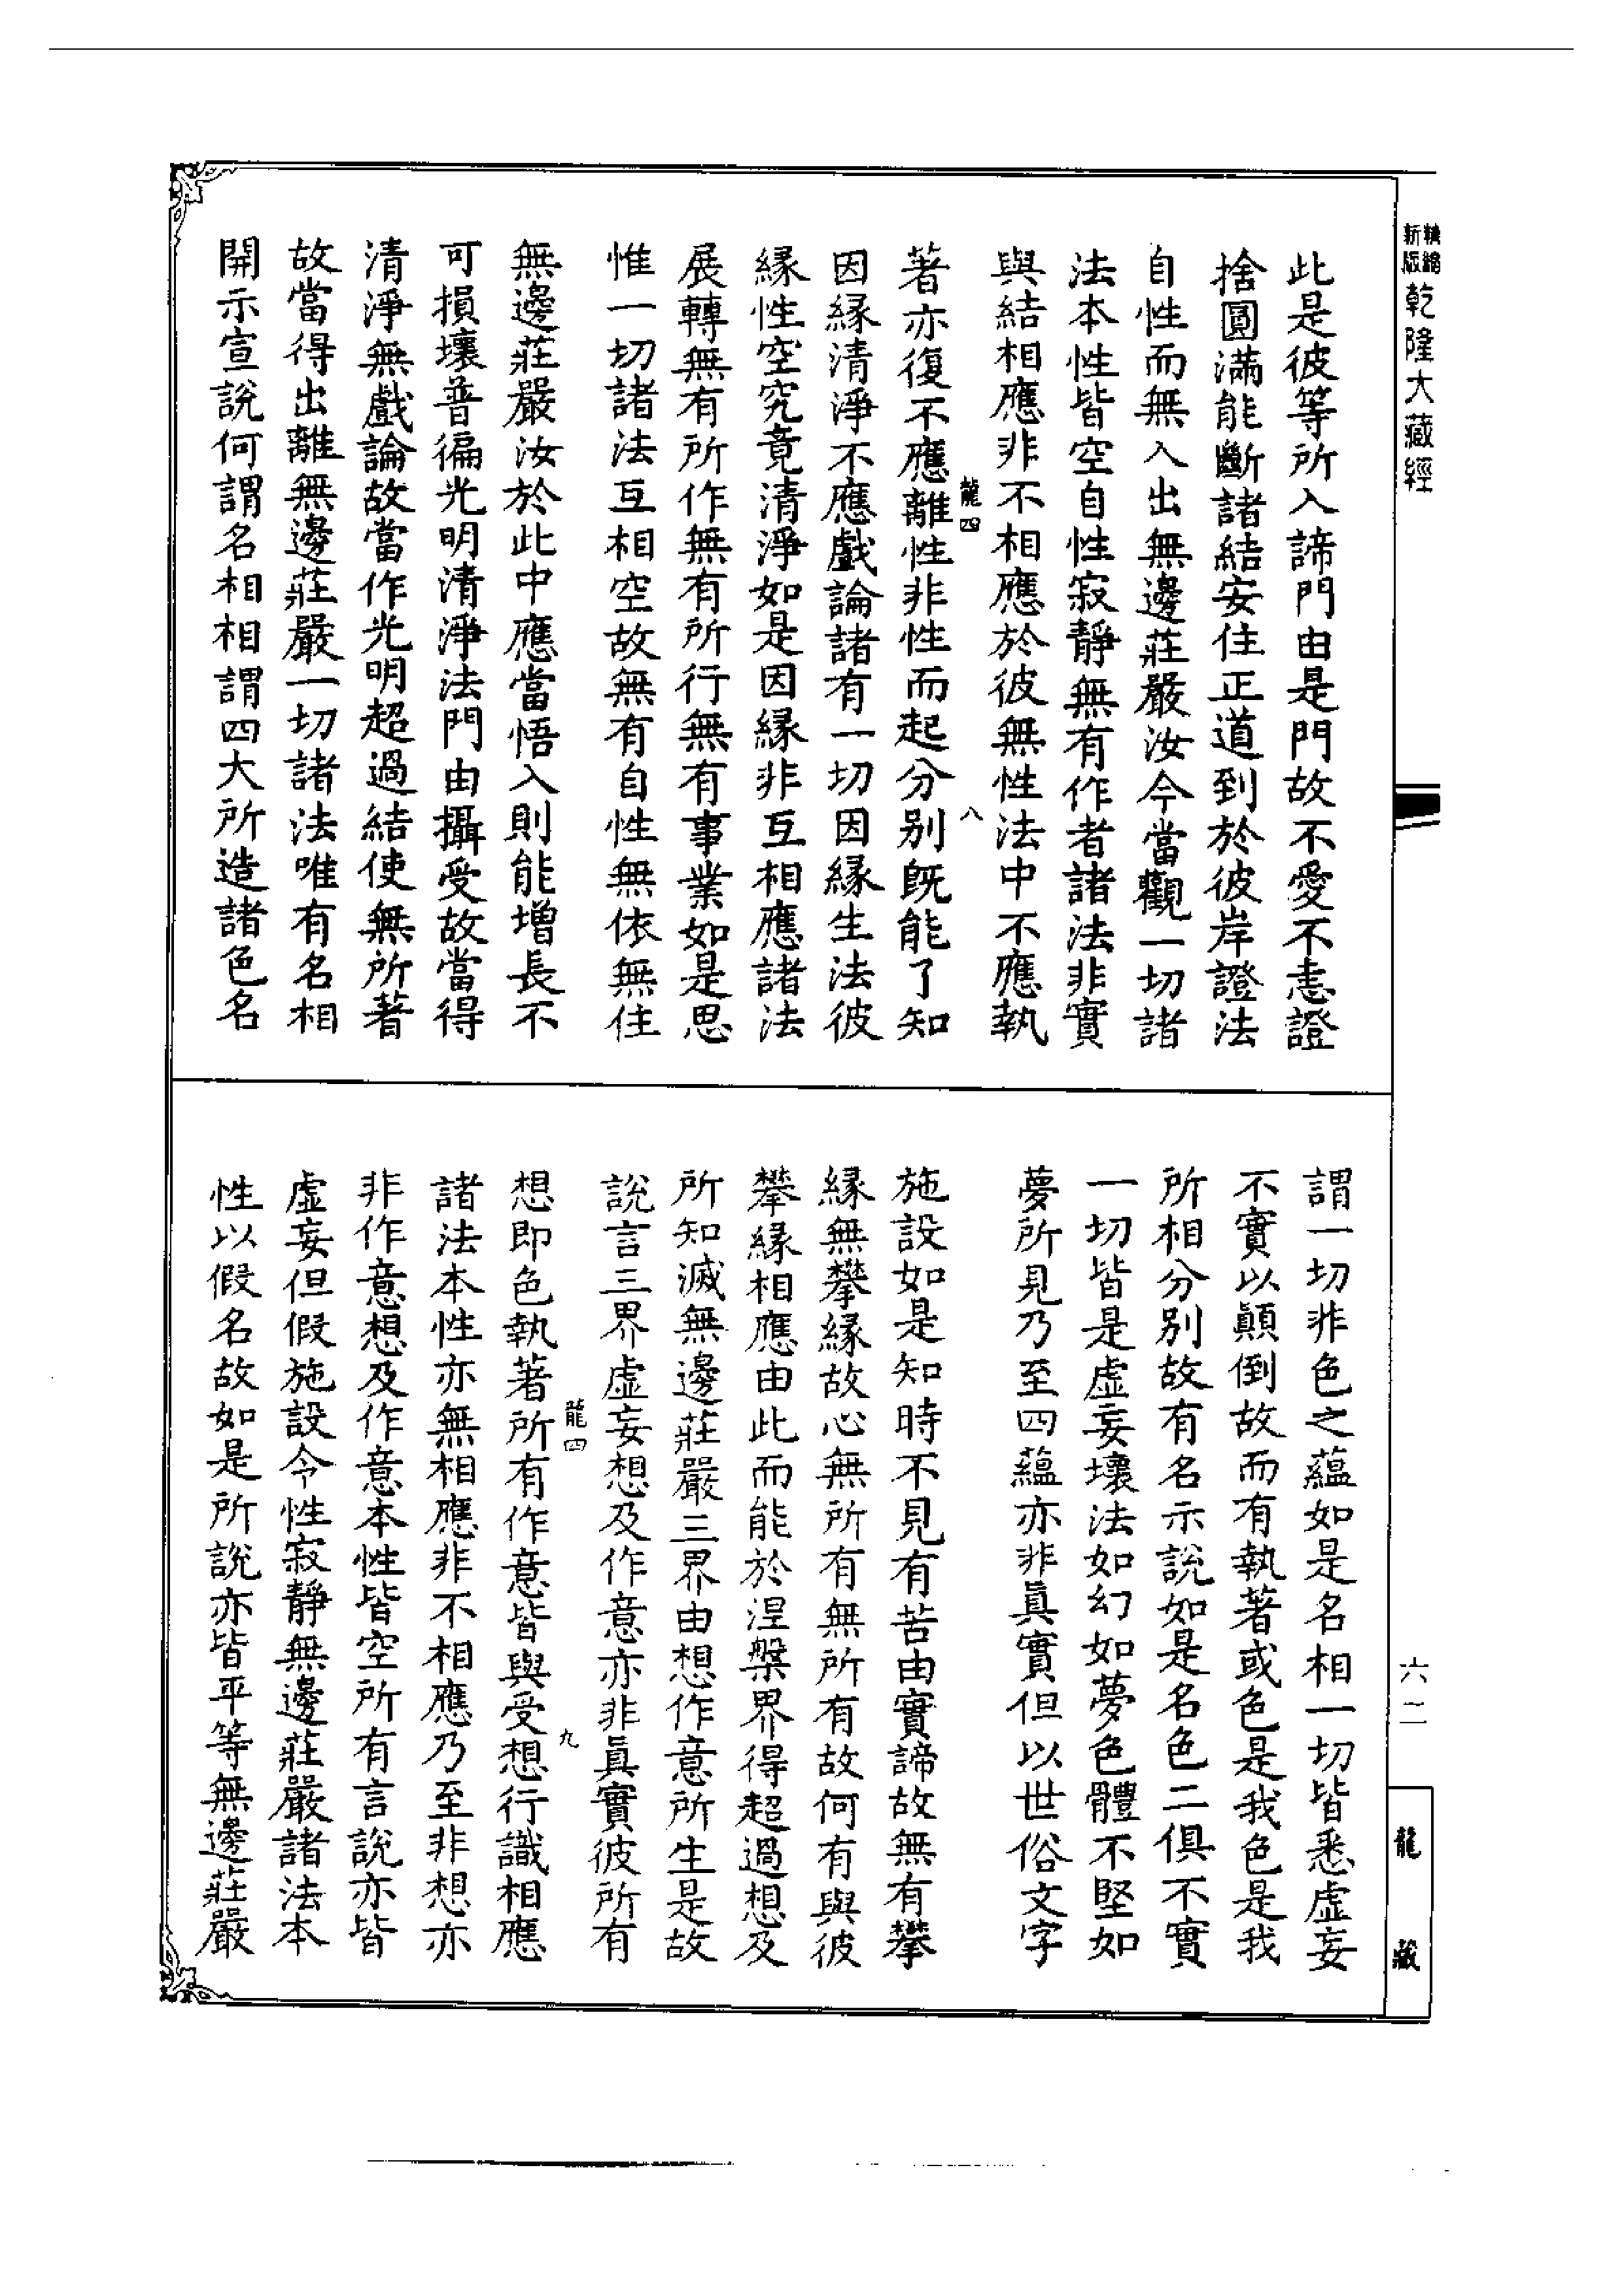 新版
精縮
乾隆大藏經
此是彼等所入諦門由是門故不愛不恚證
捨圓滿能斷諸結安住正道到於彼岸證法
自性而無入出無邊莊嚴汝今當觀一切諸
法本性皆空自性寂靜無有作者諸法非實
與結相應非不相應於彼無性法中不應執
龍四
八
著亦復不應離性非性而起分別既能了知
因緣清淨不應戲論諸有一切因緣生法彼
緣性空究竟清淨如是因緣非互相應諸法
展轉無有所作無有所行無有事業如是思
惟一切諸法互相空故無有自性無依無住
無邊莊嚴汝於此中應當悟入則能增長不
可損壞普徧光明清淨法門由攝受故當得
清淨無戲論故當作光明超過結使無所著
故當得出離無邊莊嚴一切諸法唯有名相
開示宣說何謂名相相謂四大所造諸色名
謂一切非色之蘊如是名相一切皆悉虛妄
不實以顛倒故而有執著或色是我色是我
所相分別故有名示說如是名色二俱不實
一切皆是虛妄壞法如幻如夢色體不堅如
夢所見乃至四蘊亦非真實但以世俗文字
施設如是知時不見有苦由實諦故無有攀
緣無攀緣故心無所有無所有故何有與彼
攀緣相應由此而能於涅槃界得超過想及
所知滅無邊莊嚴三界由想作意所生是故
說言三界虛妄想及作意亦非真實彼所有
龍四
九
想即色執著所有作意皆與受想行識相應
諸法本性亦無相應非不相應乃至非想亦
非作意想及作意本性皆空所有言說亦皆
虛妄但假施設令性寂靜無邊莊嚴諸法本
性以假名故如是所說亦皆平等無邊莊嚴
六二
龍藏